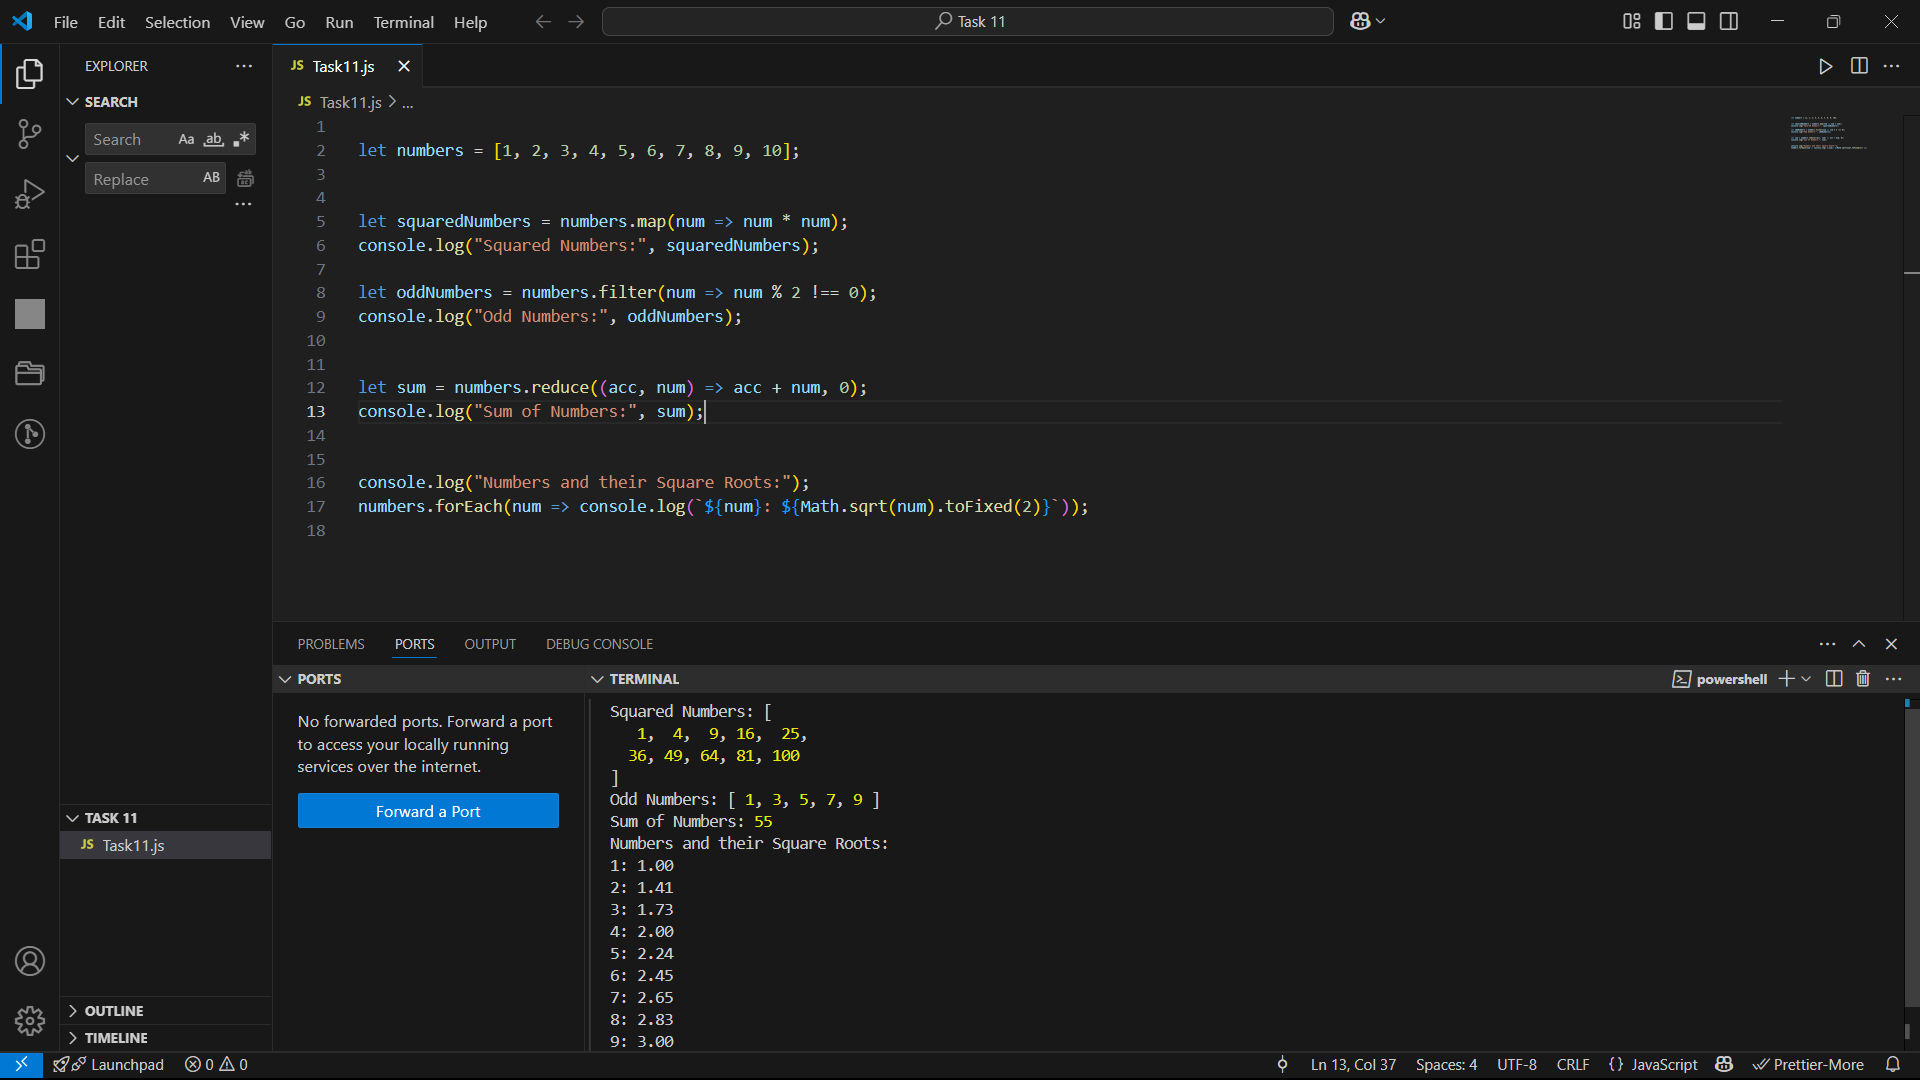 File Edit Selection View Go Run Terminal Help
Task 11
EXPLORER
SEARCH
Search Aa ab
Replace AB
TASK 11
JS Task11.js
OUTLINE
TIMELINE
JS Task11.js
JS Task11.js > ...
1
2 let numbers = [1, 2, 3, 4, 5, 6, 7, 8, 9, 10];
3
4
5 let squaredNumbers = numbers.map(num => num * num);
6 console.log("Squared Numbers:", squaredNumbers);
7
8 let oddNumbers = numbers.filter(num => num % 2 !== 0);
9 console.log("Odd Numbers:", oddNumbers);
10
11
12 let sum = numbers.reduce((acc, num) => acc + num, 0);
13 console.log("Sum of Numbers:", sum);
14
15
16 console.log("Numbers and their Square Roots:");
17 numbers.forEach(num => console.log(`${num}: ${Math.sqrt(num).toFixed(2)}`));
18
PROBLEMS PORTS OUTPUT DEBUG CONSOLE
PORTS
No forwarded ports. Forward a port
to access your locally running
services over the internet.
Forward a Port
TERMINAL
powershell
Squared Numbers: [
1, 4, 9, 16, 25,
36, 49, 64, 81, 100
]
Odd Numbers: [ 1, 3, 5, 7, 9 ]
Sum of Numbers: 55
Numbers and their Square Roots:
1: 1.00
2: 1.41
3: 1.73
4: 2.00
5: 2.24
6: 2.45
7: 2.65
8: 2.83
9: 3.00
Launchpad 0 0
Ln 13, Col 37 Spaces: 4 UTF-8 CRLF {} JavaScript Prettier-More